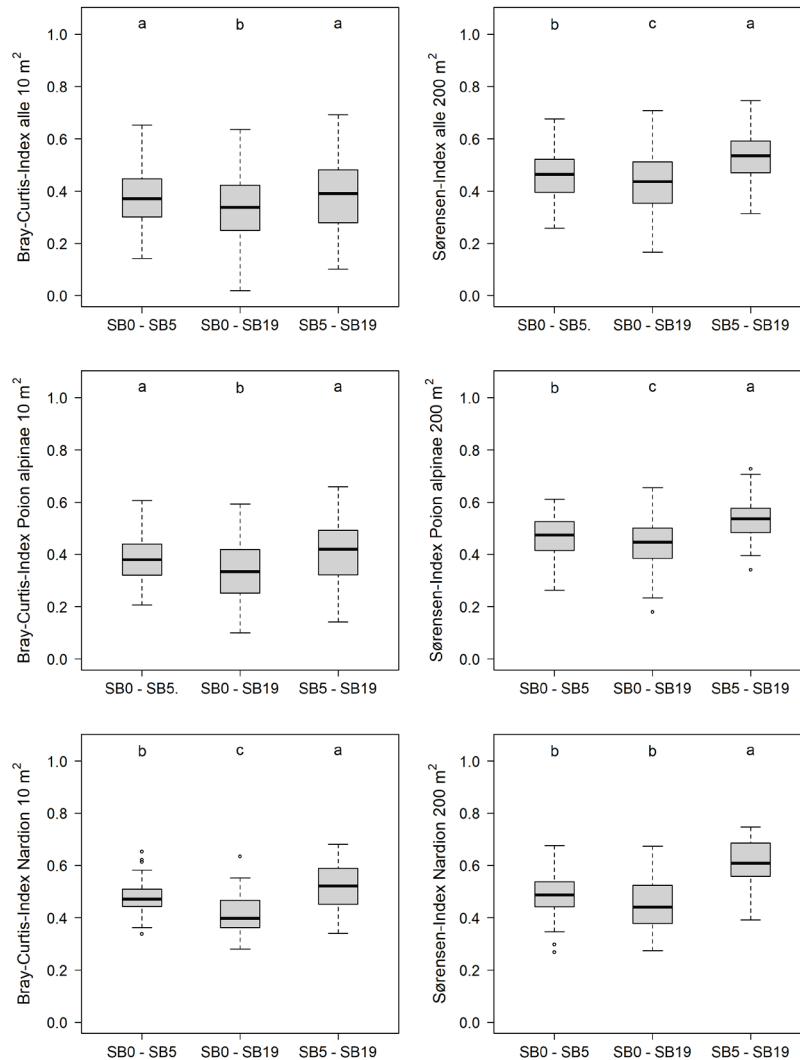 a b a
Bray-Curtis-Index alle 10 m²
1.0
0.8
0.6
0.4
0.2
0.0
SB0 - SB5 SB0 - SB19 SB5 - SB19
b c a
Sørensen-Index alle 200 m²
1.0
0.8
0.6
0.4
0.2
0.0
SB0 - SB5. SB0 - SB19 SB5 - SB19
a b a
Bray-Curtis-Index Poion alpinae 10 m²
1.0
0.8
0.6
0.4
0.2
0.0
SB0 - SB5. SB0 - SB19 SB5 - SB19
b c a
Sørensen-Index Poion alpinae 200 m²
1.0
0.8
0.6
0.4
0.2
0.0
SB0 - SB5 SB0 - SB19 SB5 - SB19
b c a
Bray-Curtis-Index Nardion 10 m²
1.0
0.8
0.6
0.4
0.2
0.0
SB0 - SB5 SB0 - SB19 SB5 - SB19
b b a
Sørensen-Index Nardion 200 m²
1.0
0.8
0.6
0.4
0.2
0.0
SB0 - SB5 SB0 - SB19 SB5 - SB19